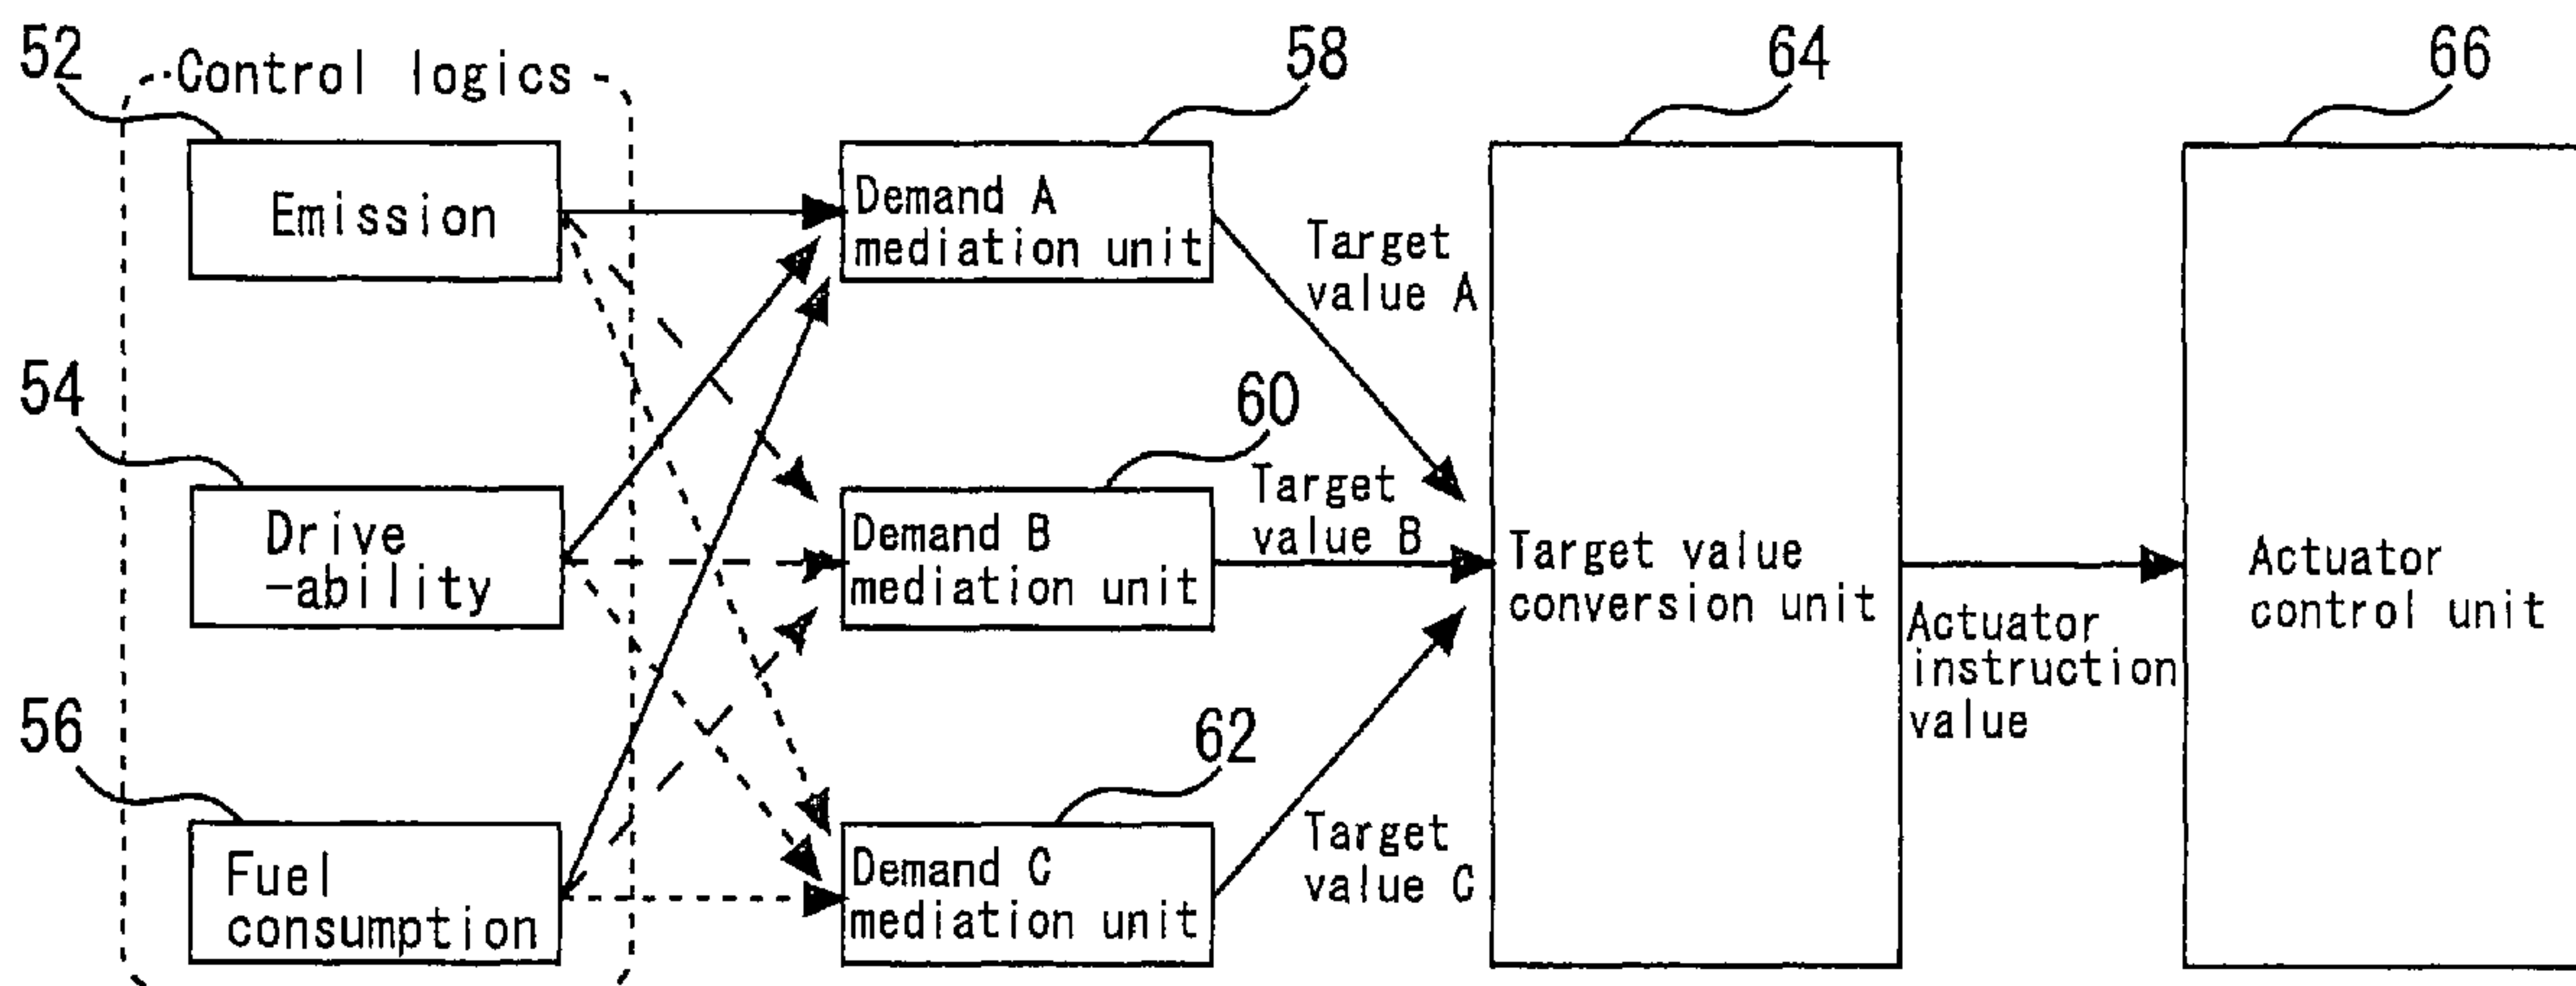 52
Control logics
58
64
66
Emission
Demand A
mediation unit
Target
value A
54
60
Drive
-ability
Demand B
mediation unit
Target
value B
Target value
conversion unit
Actuator
instruction
value
Actuator
control unit
56
62
Fuel
consumption
Demand C
mediation unit
Target
value C